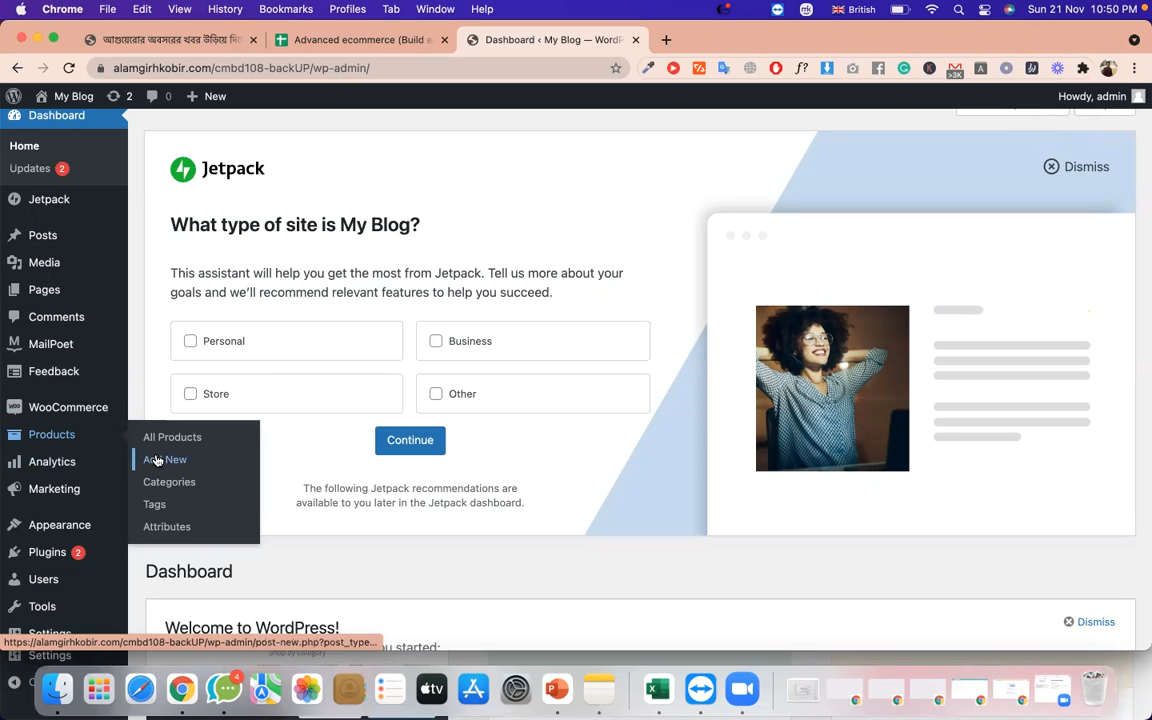 Chrome File Edit View History Bookmarks Profiles Tab Window Help British Sun 21 Nov 10:50 PM
Advanced ecommerce (Build e
Dashboard ‹ My Blog — WordP
alamgirhkobir.com/cmbd108-backUP/wp-admin/
>3K
My Blog 2 0 New Howdy, admin
Dashboard
Home
Updates 2
Jetpack
Posts
Media
Pages
Comments
MailPoet
Feedback
WooCommerce
Products
Analytics
Marketing
Appearance
Plugins 2
Users
Tools
Settings
Settings
All Products
Add New
Categories
Tags
Attributes
Jetpack
Dismiss
What type of site is My Blog?
This assistant will help you get the most from Jetpack. Tell us more about your
goals and we'll recommend relevant features to help you succeed.
Personal
Business
Store
Other
Continue
The following Jetpack recommendations are
available to you later in the Jetpack dashboard.
Dashboard
Welcome to WordPress!
Dismiss
u started:
https://alamgirhkobir.com/cmbd108-backUP/wp-admin/post-new.php?post_type...
4
tv